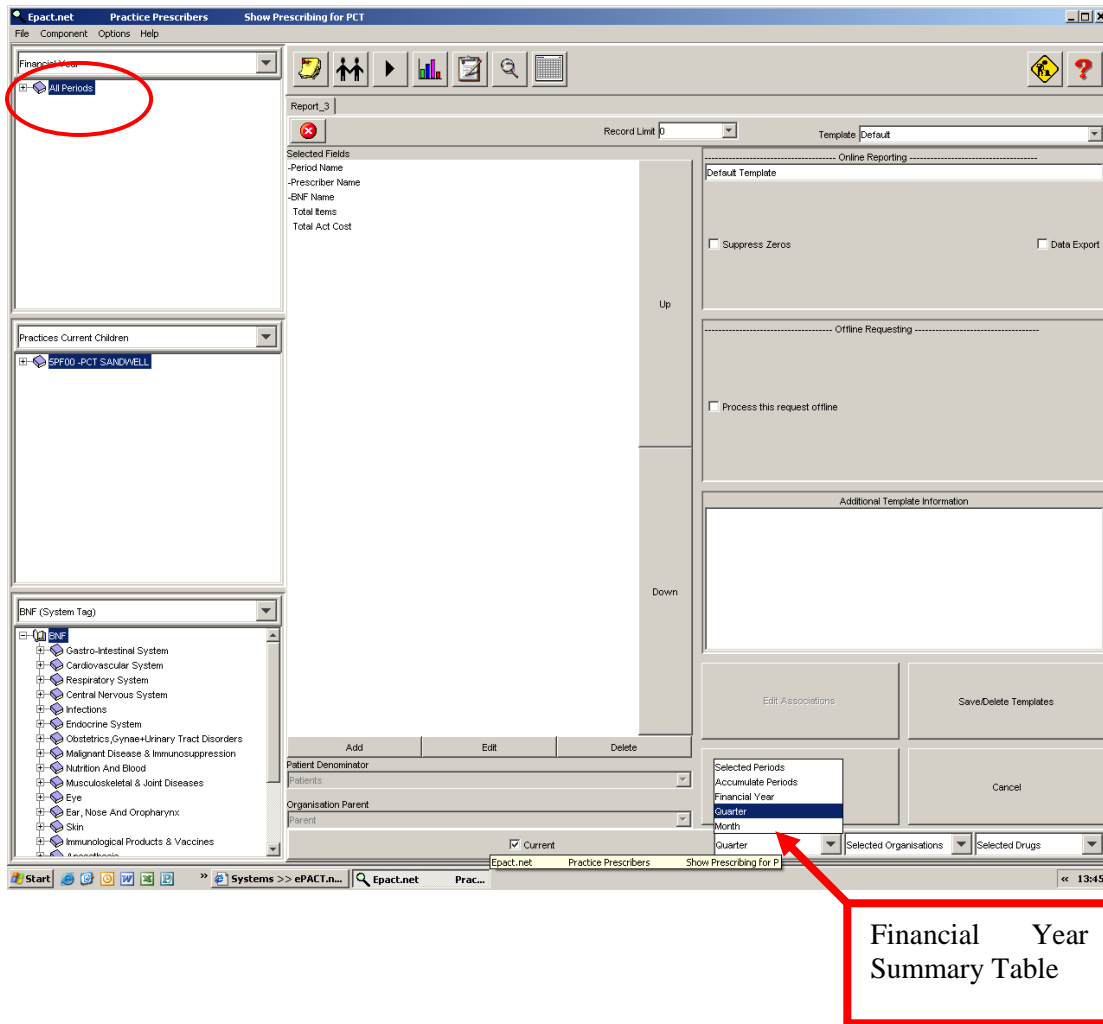 Epact.net Practice Prescribers Show Prescribing for PCT
File Component Options Help
Financial Year
All Periods
Report_3
Record Limit 0
Template Default
Selected Fields
-Period Name
-Prescriber Name
-BNF Name
Total Items
Total Act Cost
Up
Down
---------- Online Reporting ----------
Default Template
Suppress Zeros
Data Export
---------- Offline Requesting ----------
Process this request offline
Additional Template Information
Practices Current Children
5PF00 -PCT SANDWELL
BNF (System Tag)
BNF
Gastro-Intestinal System
Cardiovascular System
Respiratory System
Central Nervous System
Infections
Endocrine System
Obstetrics,Gynae+Urinary Tract Disorders
Malignant Disease & Immunosuppression
Nutrition And Blood
Musculoskeletal & Joint Diseases
Eye
Ear, Nose And Oropharynx
Skin
Immunological Products & Vaccines
Edit Associations
Save/Delete Templates
Add Edit Delete
Patient Denominator
Patients
Organisation Parent
Parent
Current
Selected Periods
Accumulate Periods
Financial Year
Quarter
Month
Cancel
Quarter
Selected Organisations
Selected Drugs
Epact.net Practice Prescribers Show Prescribing for P
Start
» Systems >> ePACT.n...
Epact.net Prac...
« 13:45
Financial Year
Summary Table